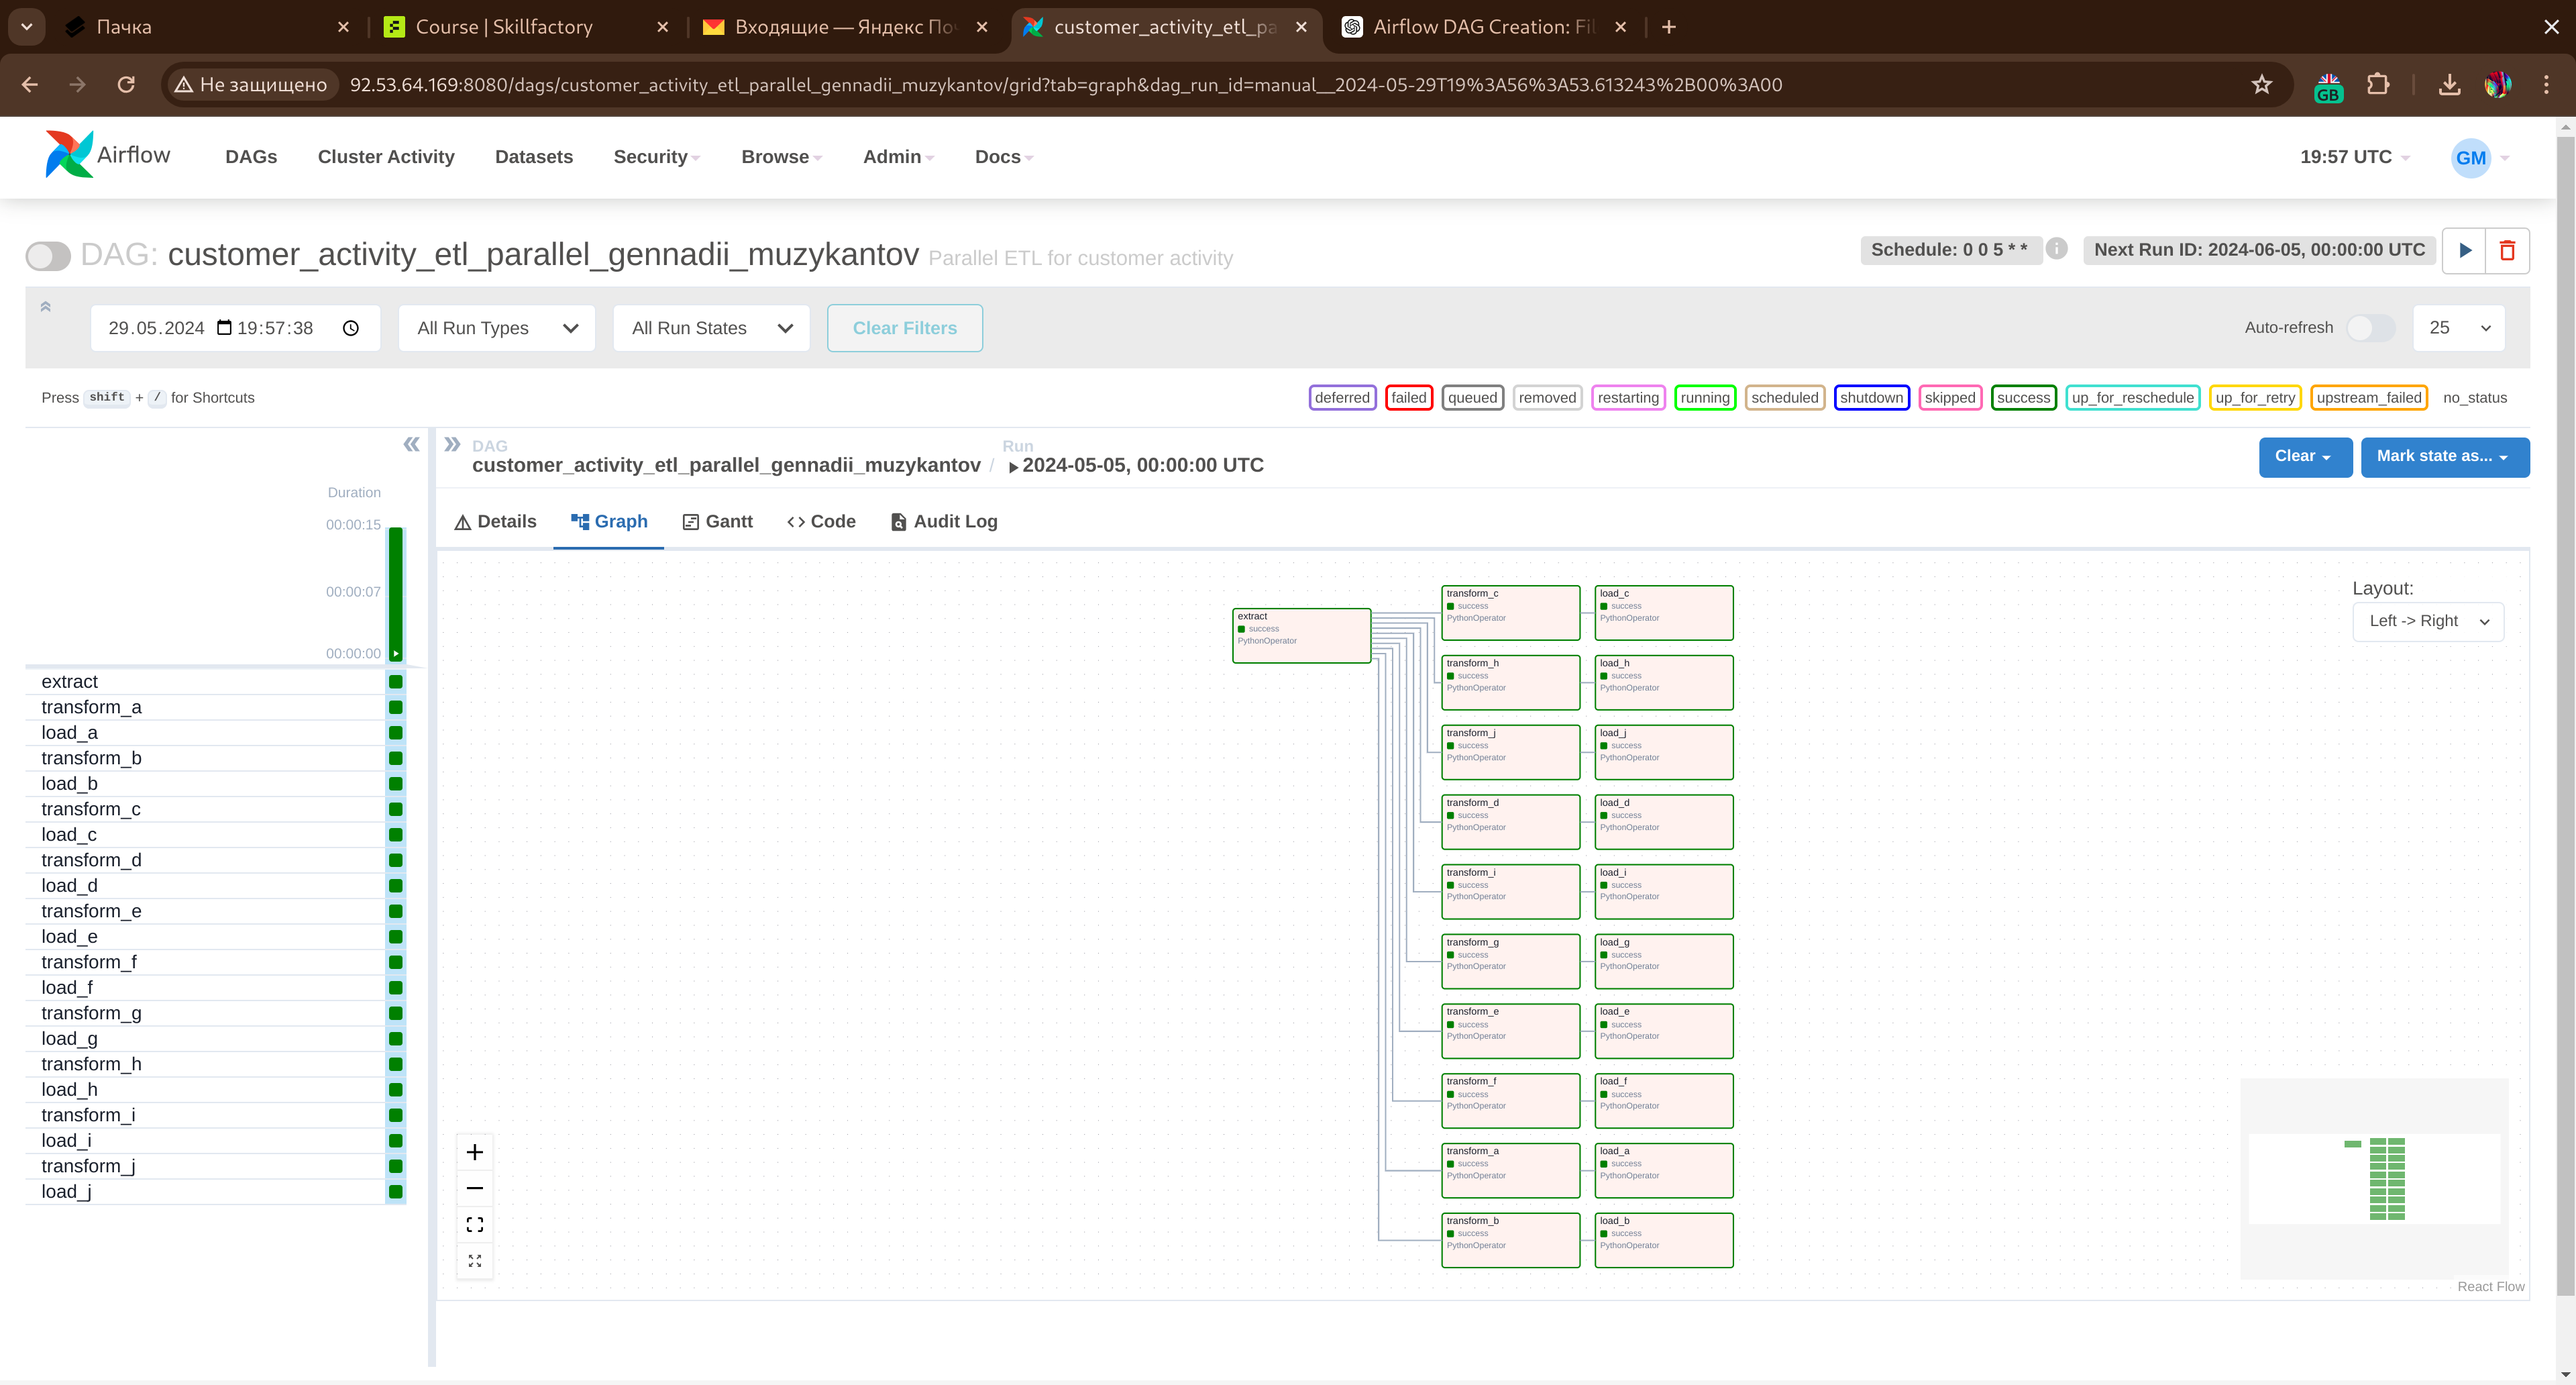 Пачка
Course | Skillfactory
Входящие — Яндекс По
customer_activity_etl_pa
Airflow DAG Creation: Fil
Не защищено
92.53.64.169:8080/dags/customer_activity_etl_parallel_gennadii_muzykantov/grid?tab=graph&dag_run_id=manual__2024-05-29T19%3A56%3A53.613243%2B00%3A00
GB
Airflow
DAGs
Cluster Activity
Datasets
Security
Browse
Admin
Docs
19:57 UTC
GM
DAG: customer_activity_etl_parallel_gennadii_muzykantov Parallel ETL for customer activity
Schedule: 0 0 5 * *
Next Run ID: 2024-06-05, 00:00:00 UTC
29.05.2024 19:57:38
All Run Types
All Run States
Clear Filters
Auto-refresh
25
Press shift + / for Shortcuts
deferred
failed
queued
removed
restarting
running
scheduled
shutdown
skipped
success
up_for_reschedule
up_for_retry
upstream_failed
no_status
Duration
00:00:15
00:00:07
00:00:00
extract
transform_a
load_a
transform_b
load_b
transform_c
load_c
transform_d
load_d
transform_e
load_e
transform_f
load_f
transform_g
load_g
transform_h
load_h
transform_i
load_i
transform_j
load_j
DAG
customer_activity_etl_parallel_gennadii_muzykantov /
Run
2024-05-05, 00:00:00 UTC
Clear
Mark state as...
Details
Graph
Gantt
Code
Audit Log
Layout:
Left -> Right
extract
success
PythonOperator
transform_c
success
PythonOperator
load_c
success
PythonOperator
transform_h
success
PythonOperator
load_h
success
PythonOperator
transform_j
success
PythonOperator
load_j
success
PythonOperator
transform_d
success
PythonOperator
load_d
success
PythonOperator
transform_i
success
PythonOperator
load_i
success
PythonOperator
transform_g
success
PythonOperator
load_g
success
PythonOperator
transform_e
success
PythonOperator
load_e
success
PythonOperator
transform_f
success
PythonOperator
load_f
success
PythonOperator
transform_a
success
PythonOperator
load_a
success
PythonOperator
transform_b
success
PythonOperator
load_b
success
PythonOperator
React Flow